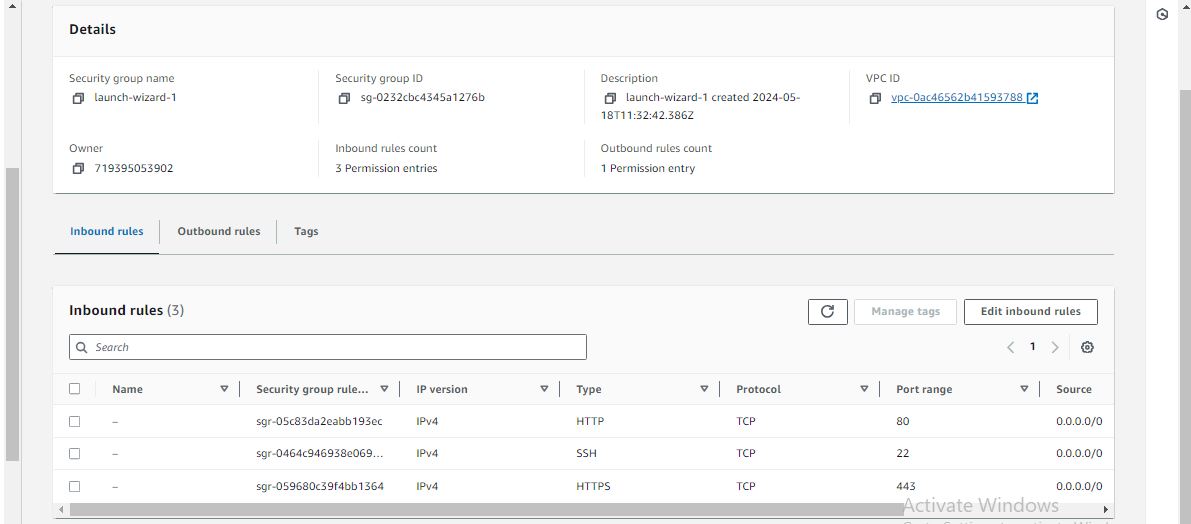 Details
Security group name
launch-wizard-1
Security group ID
sg-0232cbc4345a1276b
Description
launch-wizard-1 created 2024-05-
18T11:32:42.386Z
VPC ID
vpc-0ac46562b41593788
Owner
719395053902
Inbound rules count
3 Permission entries
Outbound rules count
1 Permission entry
Inbound rules Outbound rules Tags
Inbound rules (3)
Manage tags Edit inbound rules
Search
1
Name Security group rule... IP version Type Protocol Port range Source
– sgr-05c83da2eabb193ec IPv4 HTTP TCP 80 0.0.0.0/0
– sgr-0464c946938e069... IPv4 SSH TCP 22 0.0.0.0/0
– sgr-059680c39f4bb1364 IPv4 HTTPS TCP 443 0.0.0.0/0
Activate Windows